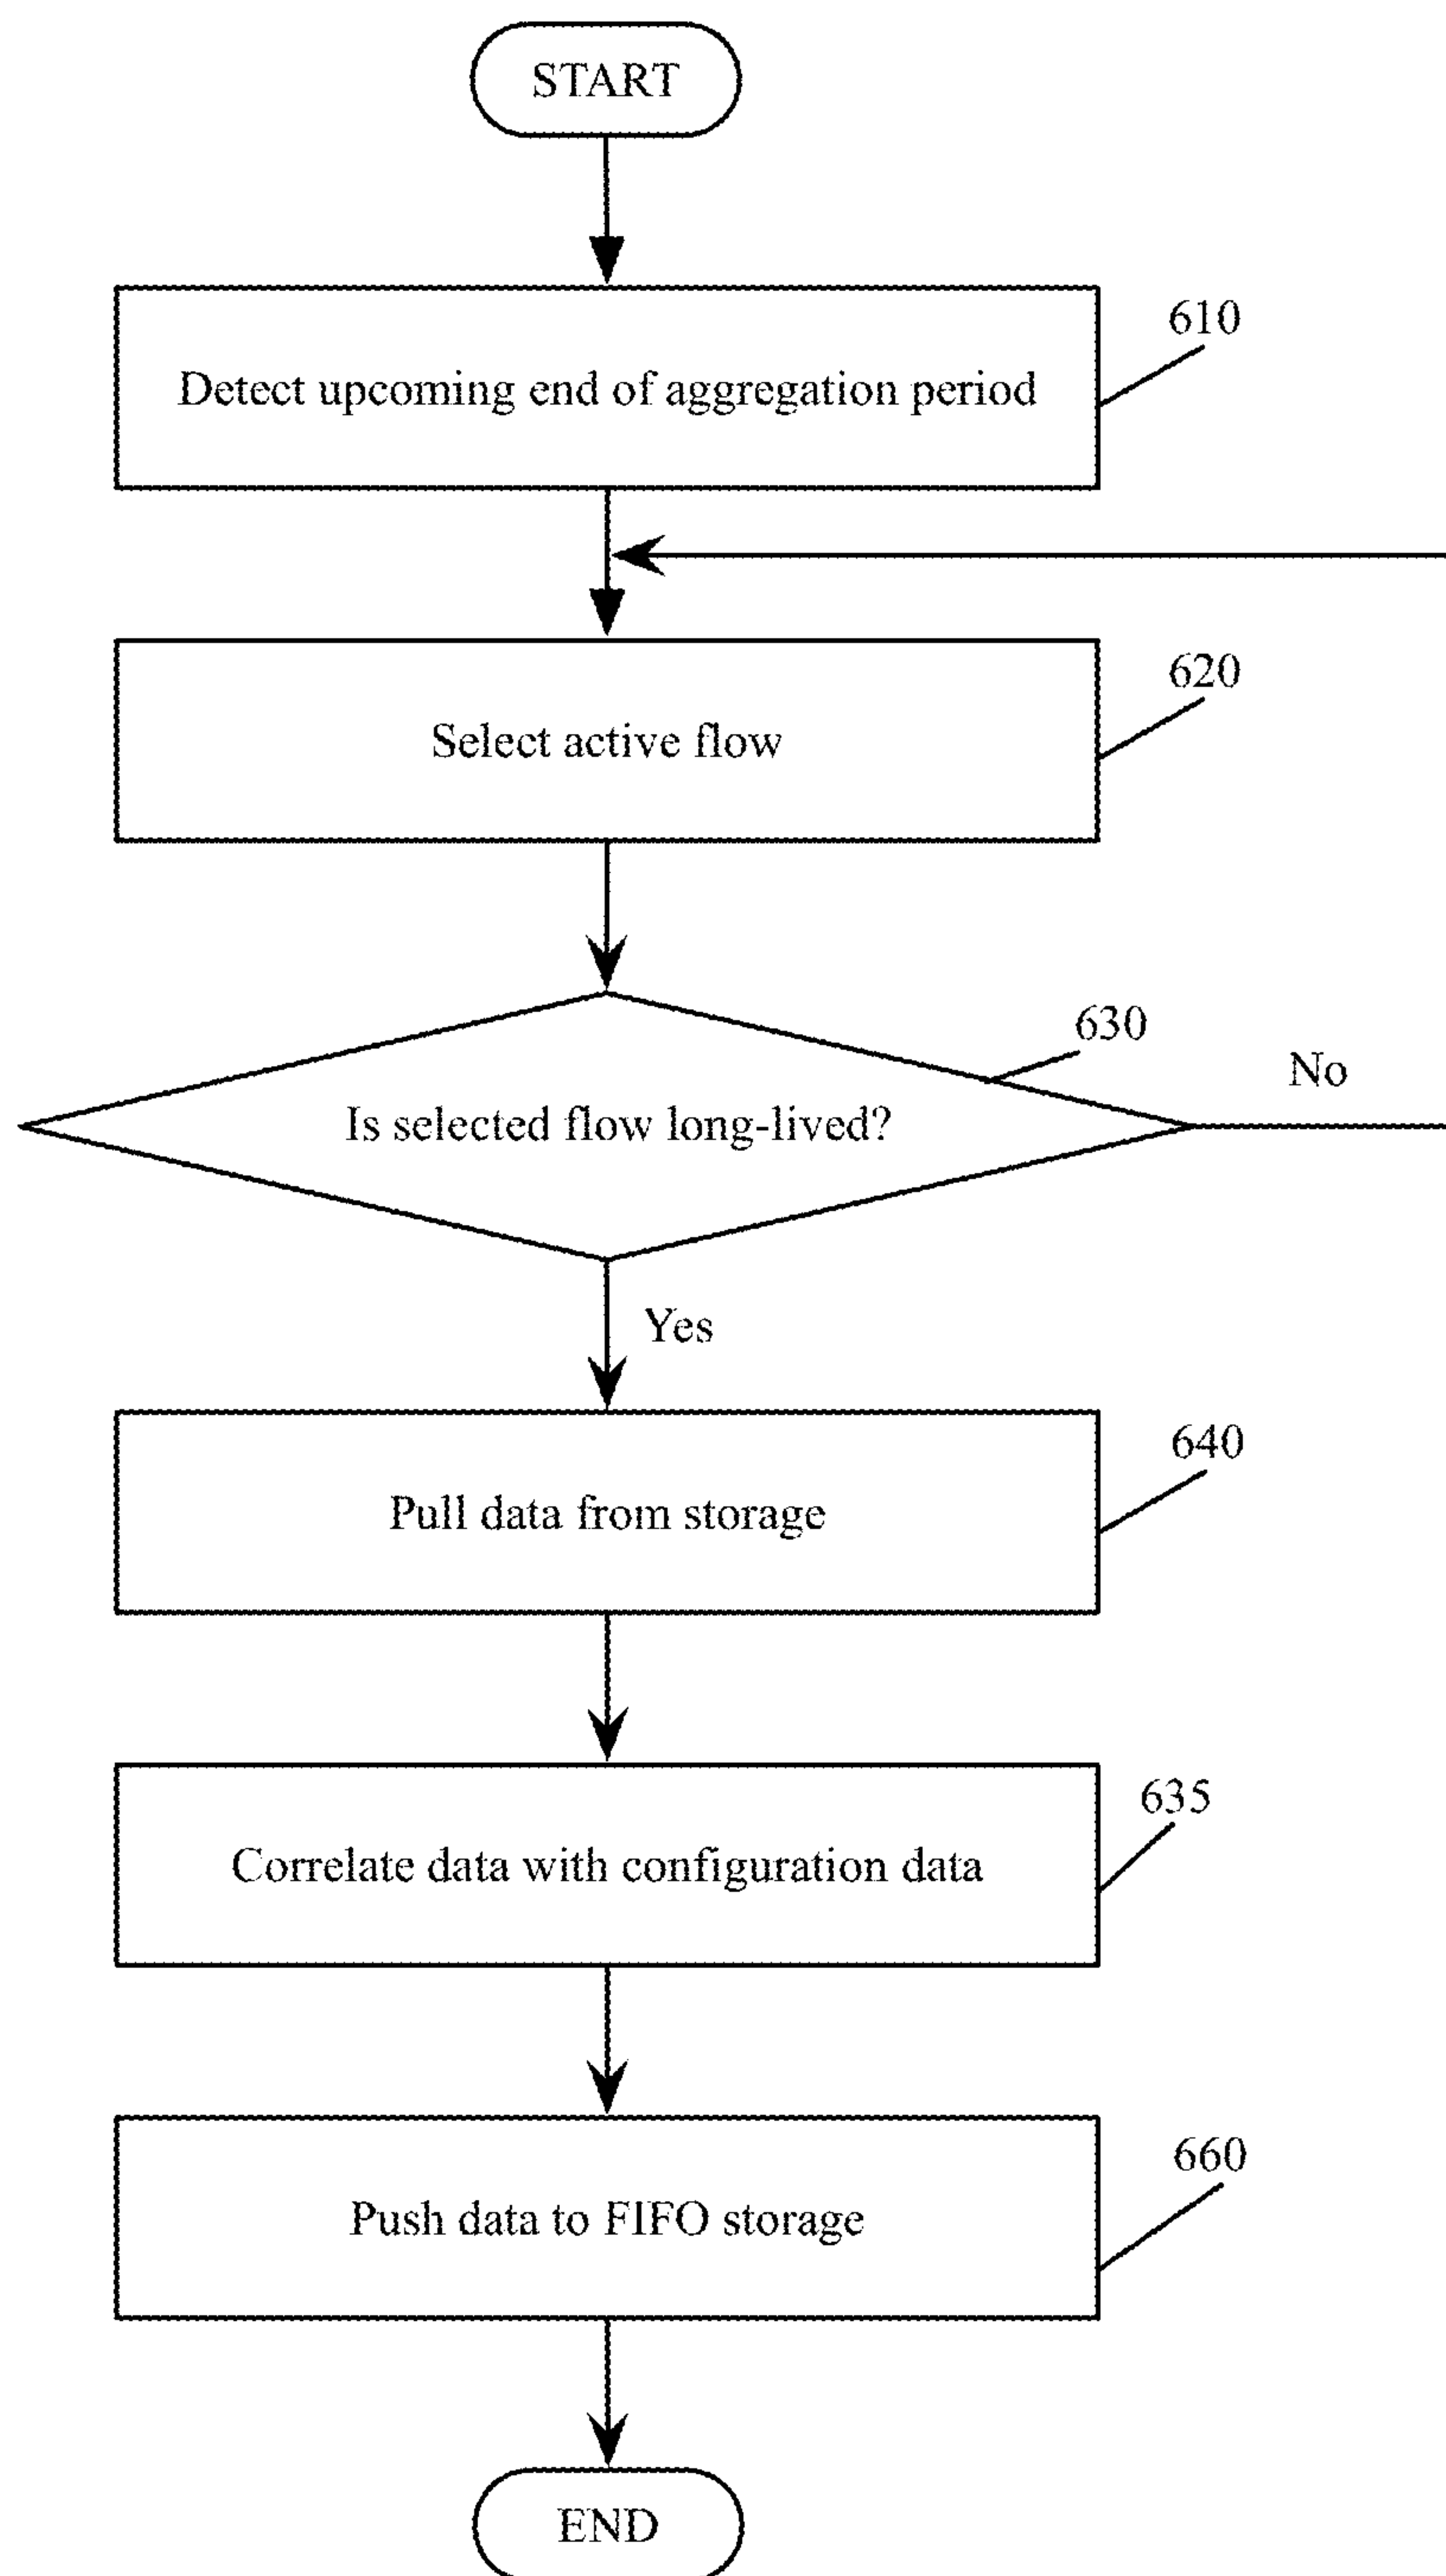 START
610
Detect upcoming end of aggregation period
620
Select active flow
630
No
Is selected flow long-lived?
Yes
640
Pull data from storage
635
Correlate data with configuration data
660
Push data to FIFO storage
END